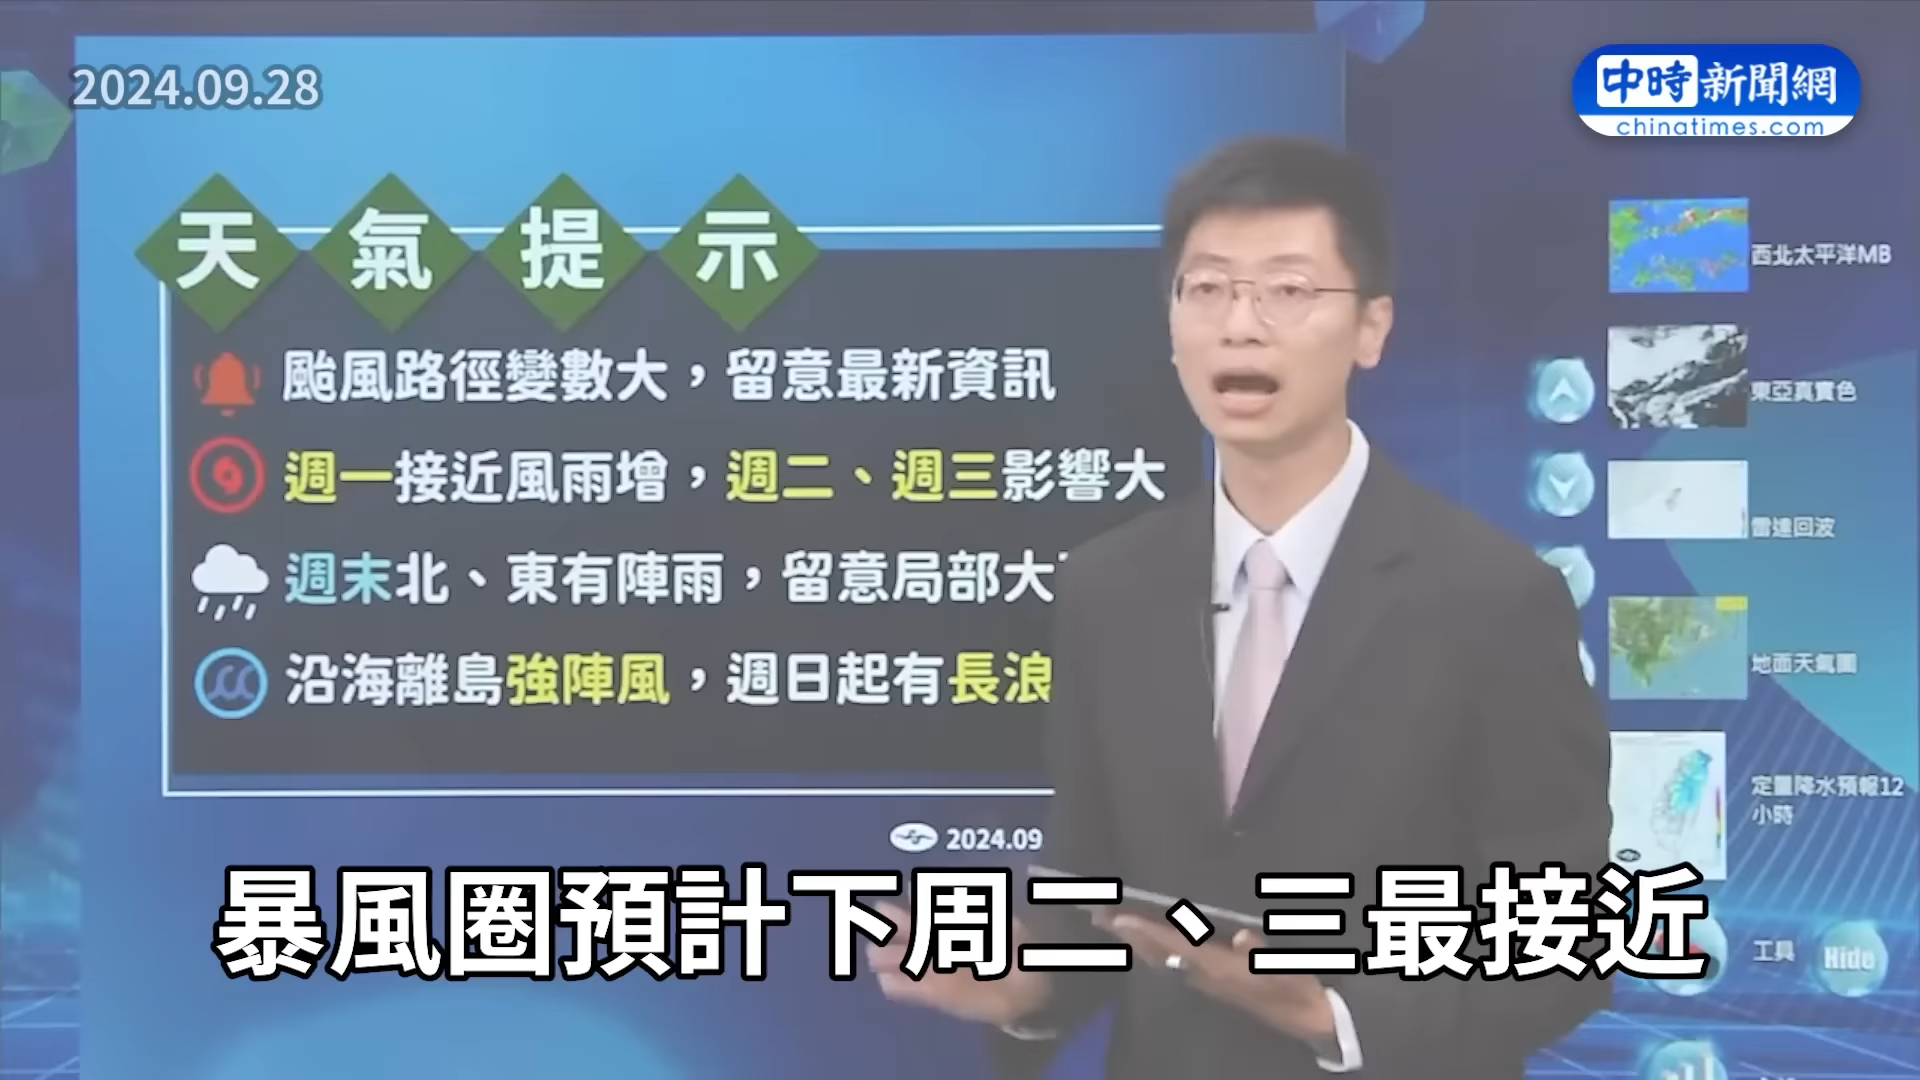 2024.09.28
中時新聞網
chinatimes.com
天氣提示
颱風路徑變數大，留意最新資訊
週一接近風雨增，週二、週三影響大
週末北、東有陣雨，留意局部大
沿海離島強陣風，週日起有長浪
2024.09
西北太平洋MB
東亞真實色
雷達回波
地面天氣圖
定量降水預報12
小時
工具
Hide
暴風圈預計下周二、三最接近